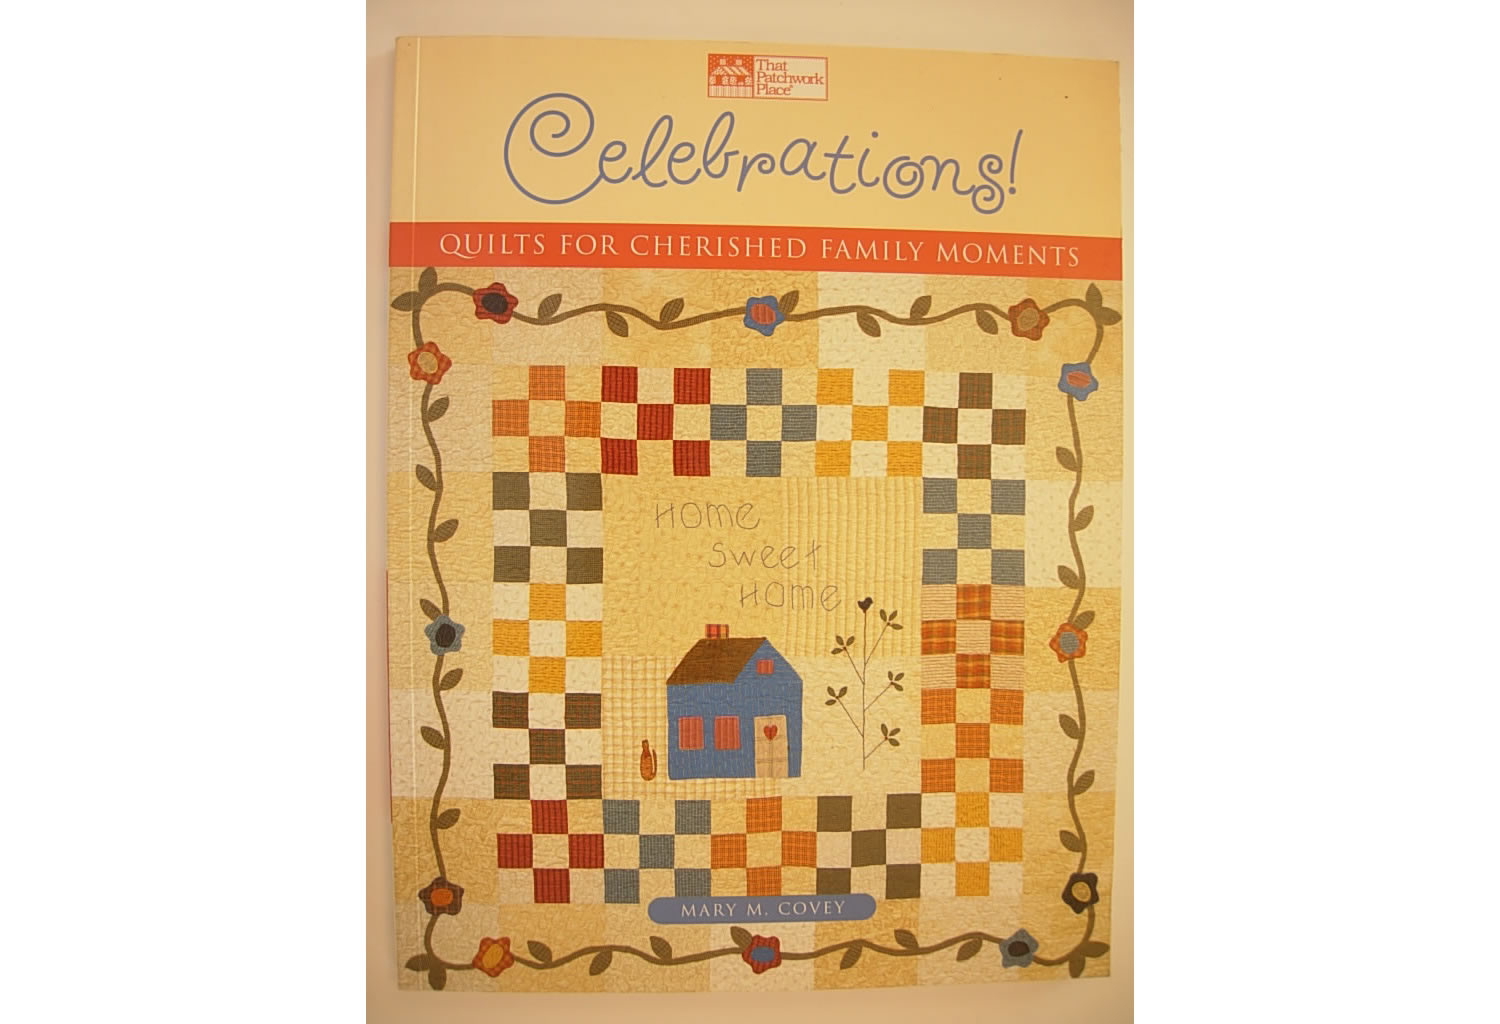 That
Patchwork
Place®
Celebrations!
QUILTS FOR CHERISHED FAMILY MOMENTS
Home
Sweet
Home
MARY M. COVEY